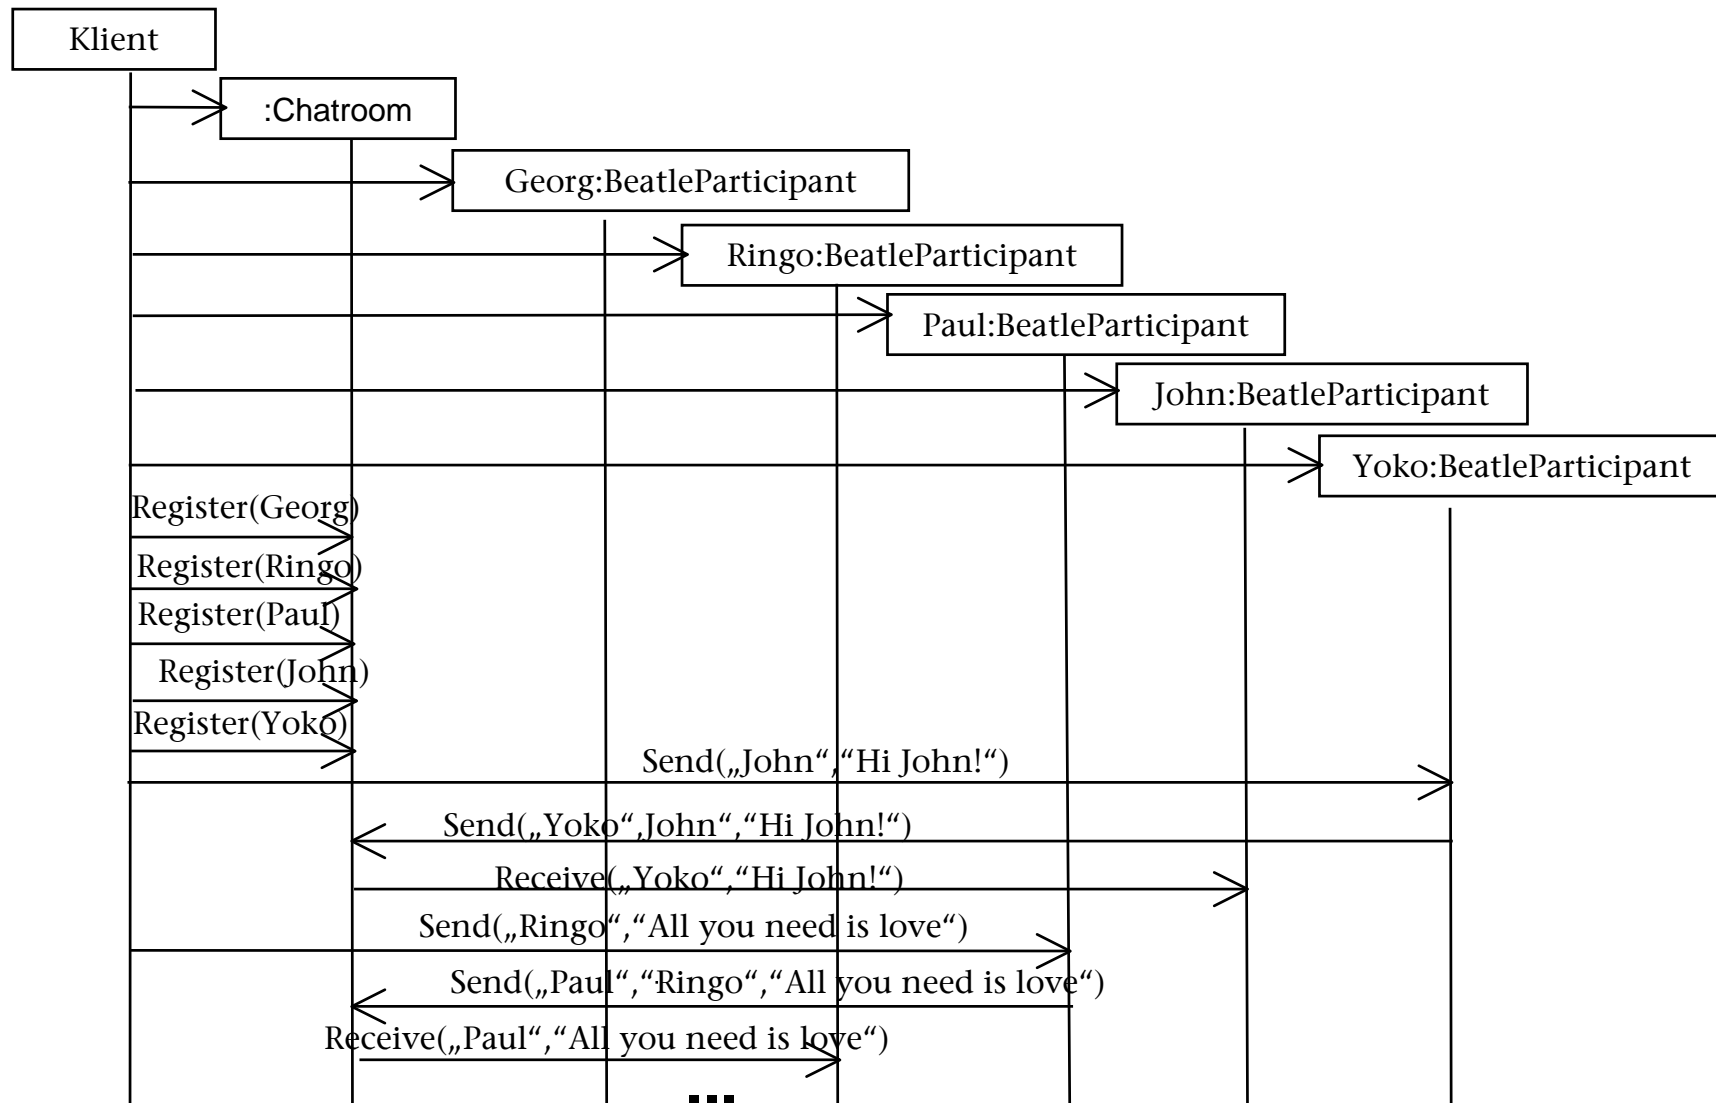 Klient
:Chatroom
Georg:BeatleParticipant
Ringo:BeatleParticipant
Paul:BeatleParticipant
John:BeatleParticipant
Yoko:BeatleParticipant
Register(Georg)
Register(Ringo)
Register(Paul)
Register(John)
Register(Yoko)
Send(„John“,“Hi John!“)
Send(„Yoko“,John“,“Hi John!“)
Receive(„Yoko“,“Hi John!“)
Send(„Ringo“,“All you need is love“)
Send(„Paul“,“Ringo“,“All you need is love“)
Receive(„Paul“,“All you need is love“)
...